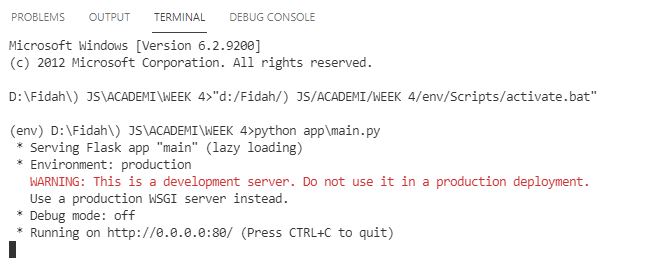 PROBLEMS OUTPUT TERMINAL DEBUG CONSOLE
Microsoft Windows [Version 6.2.9200]
(c) 2012 Microsoft Corporation. All rights reserved.
D:\Fidah\) JS\ACADEMI\WEEK 4>"d:/Fidah/) JS/ACADEMI/WEEK 4/env/Scripts/activate.bat"
(env) D:\Fidah\) JS\ACADEMI\WEEK 4>python app\main.py
* Serving Flask app "main" (lazy loading)
* Environment: production
WARNING: This is a development server. Do not use it in a production deployment.
Use a production WSGI server instead.
* Debug mode: off
* Running on http://0.0.0.0:80/ (Press CTRL+C to quit)